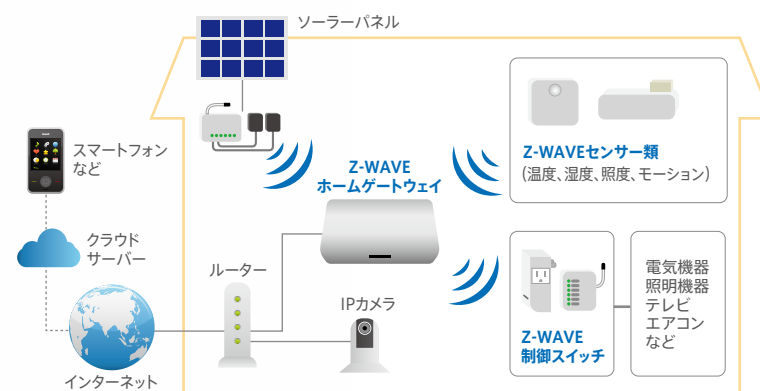 ソーラーパネル
スマートフォン
など
クラウド
サーバー
インターネット
ルーター
IPカメラ
Z-WAVE
ホームゲートウェイ
Z-WAVEセンサー類
(温度、湿度、照度、モーション)
Z-WAVE
制御スイッチ
電気機器
照明機器
テレビ
エアコン
など